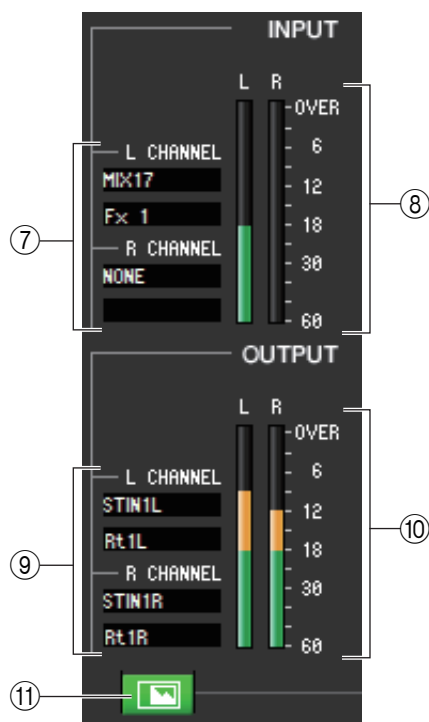 INPUT
L R
OVER
6
12
18
30
60
L CHANNEL
MIX17
Fx 1
R CHANNEL
NONE
⑦
⑧
OUTPUT
L R
OVER
6
12
18
30
60
L CHANNEL
STIN1L
Rt1L
R CHANNEL
STIN1R
Rt1R
⑨
⑩
⑪